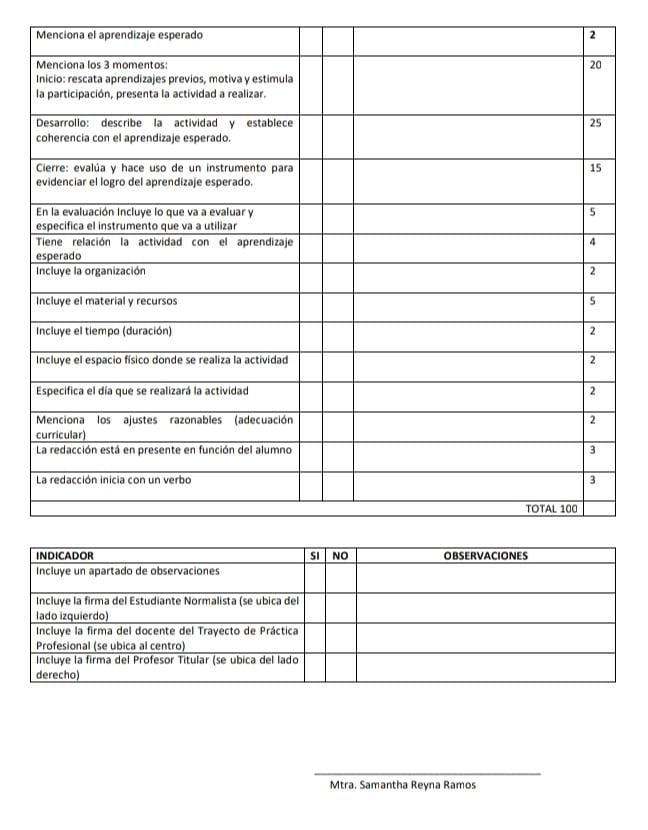 Menciona el aprendizaje esperado 2
Menciona los 3 momentos: 20
Inicio: rescata aprendizajes previos, motiva y estimula
la participación, presenta la actividad a realizar.
Desarrollo: describe la actividad y establece 25
coherencia con el aprendizaje esperado.
Cierre: evalúa y hace uso de un instrumento para 15
evidenciar el logro del aprendizaje esperado.
En la evaluación Incluye lo que va a evaluar y 5
especifica el instrumento que va a utilizar
Tiene relación la actividad con el aprendizaje 4
esperado
Incluye la organización 2
Incluye el material y recursos 5
Incluye el tiempo (duración) 2
Incluye el espacio físico donde se realiza la actividad 2
Especifica el día que se realizará la actividad 2
Menciona los ajustes razonables (adecuación 2
curricular)
La redacción está en presente en función del alumno 3
La redacción inicia con un verbo 3
TOTAL 100
INDICADOR SI NO OBSERVACIONES
Incluye un apartado de observaciones
Incluye la firma del Estudiante Normalista (se ubica del
lado izquierdo)
Incluye la firma del docente del Trayecto de Práctica
Profesional (se ubica al centro)
Incluye la firma del Profesor Titular (se ubica del lado
derecho)
Mtra. Samantha Reyna Ramos